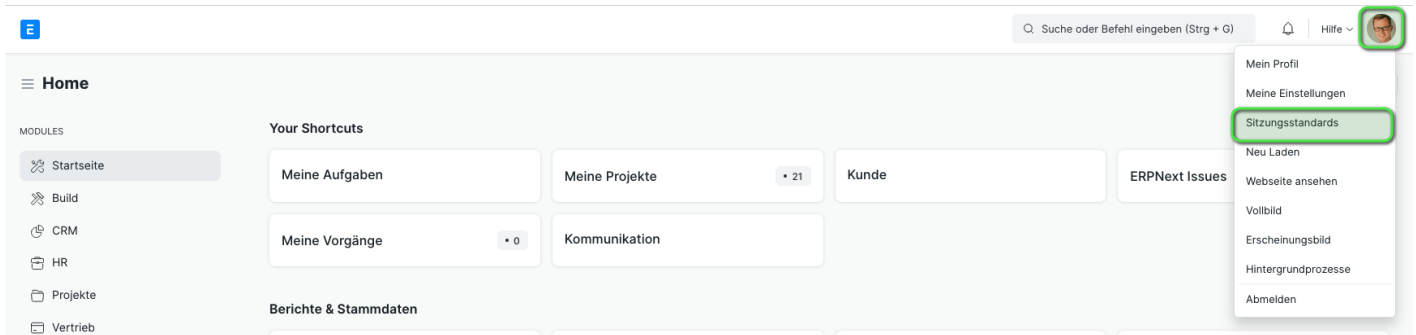 E
Suche oder Befehl eingeben (Strg + G)
Hilfe
Home
Mein Profil
Meine Einstellungen
Sitzungsstandards
Neu Laden
Webseite ansehen
Vollbild
Erscheinungsbild
Hintergrundprozesse
Abmelden
MODULES
Startseite
Build
CRM
HR
Projekte
Vertrieb
Your Shortcuts
Meine Aufgaben
Meine Projekte
• 21
Kunde
ERPNext Issues
Meine Vorgänge
• 0
Kommunikation
Berichte & Stammdaten